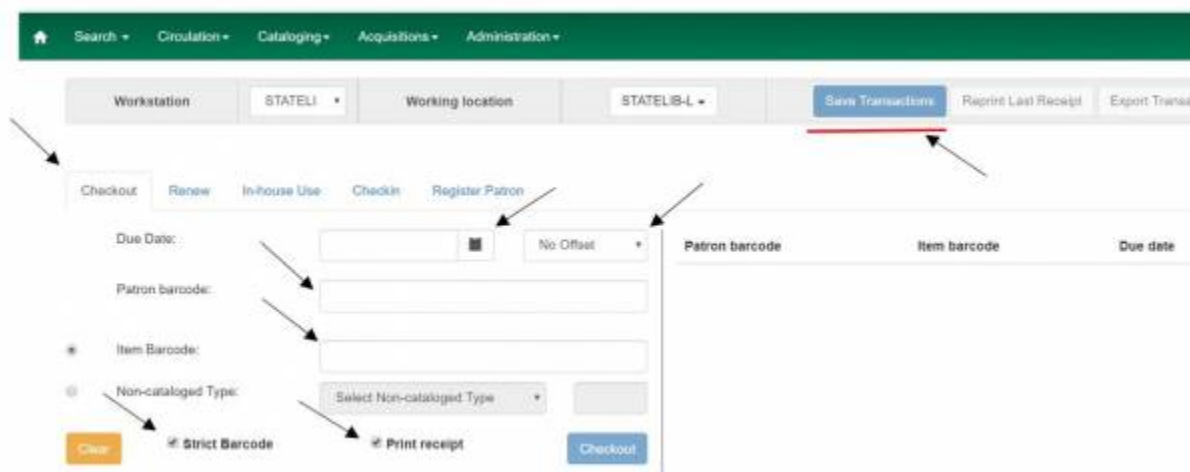 Search Circulation Cataloging Acquisitions Administration
Workstation STATELI Working location STATELIB-L Save Transactions Reprint Last Receipt Export Transa
Checkout Renew In-house Use Checkin Register Patron
Due Date: No Offset Patron barcode Item barcode Due date
Patron barcode:
Item Barcode:
Non-cataloged Type: Select Non-cataloged Type
Clear Strict Barcode Print receipt Checkout